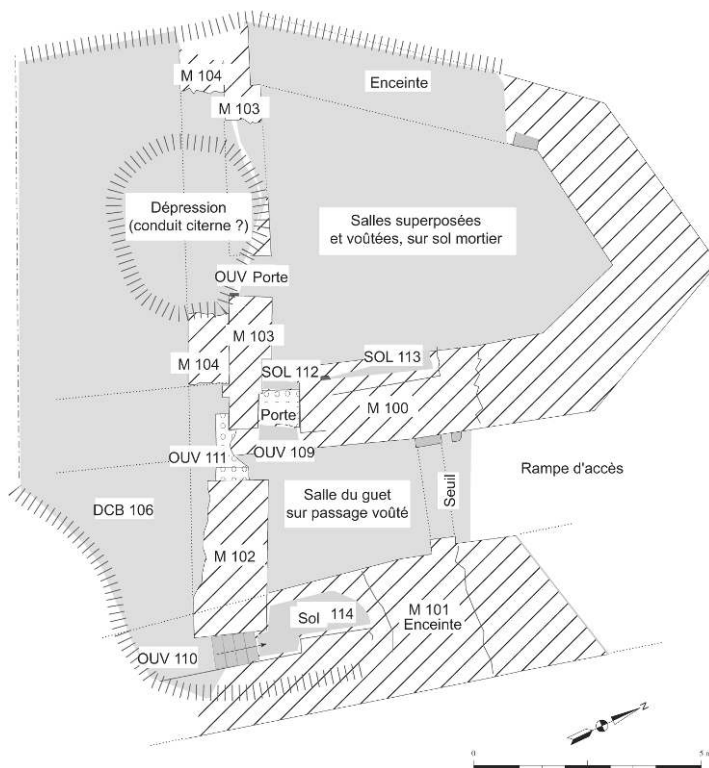 M 104
Enceinte
M 103
Dépression
(conduit citerne ?)
Salles superposées
et voûtées, sur sol mortier
OUV Porte
M 103
M 104
SOL 112
SOL 113
Porte
M 100
OUV 111
OUV 109
Rampe d'accès
Salle du guet
sur passage voûté
Seuil
DCB 106
M 102
Sol 114
M 101
Enceinte
OUV 110
N
0
5 m